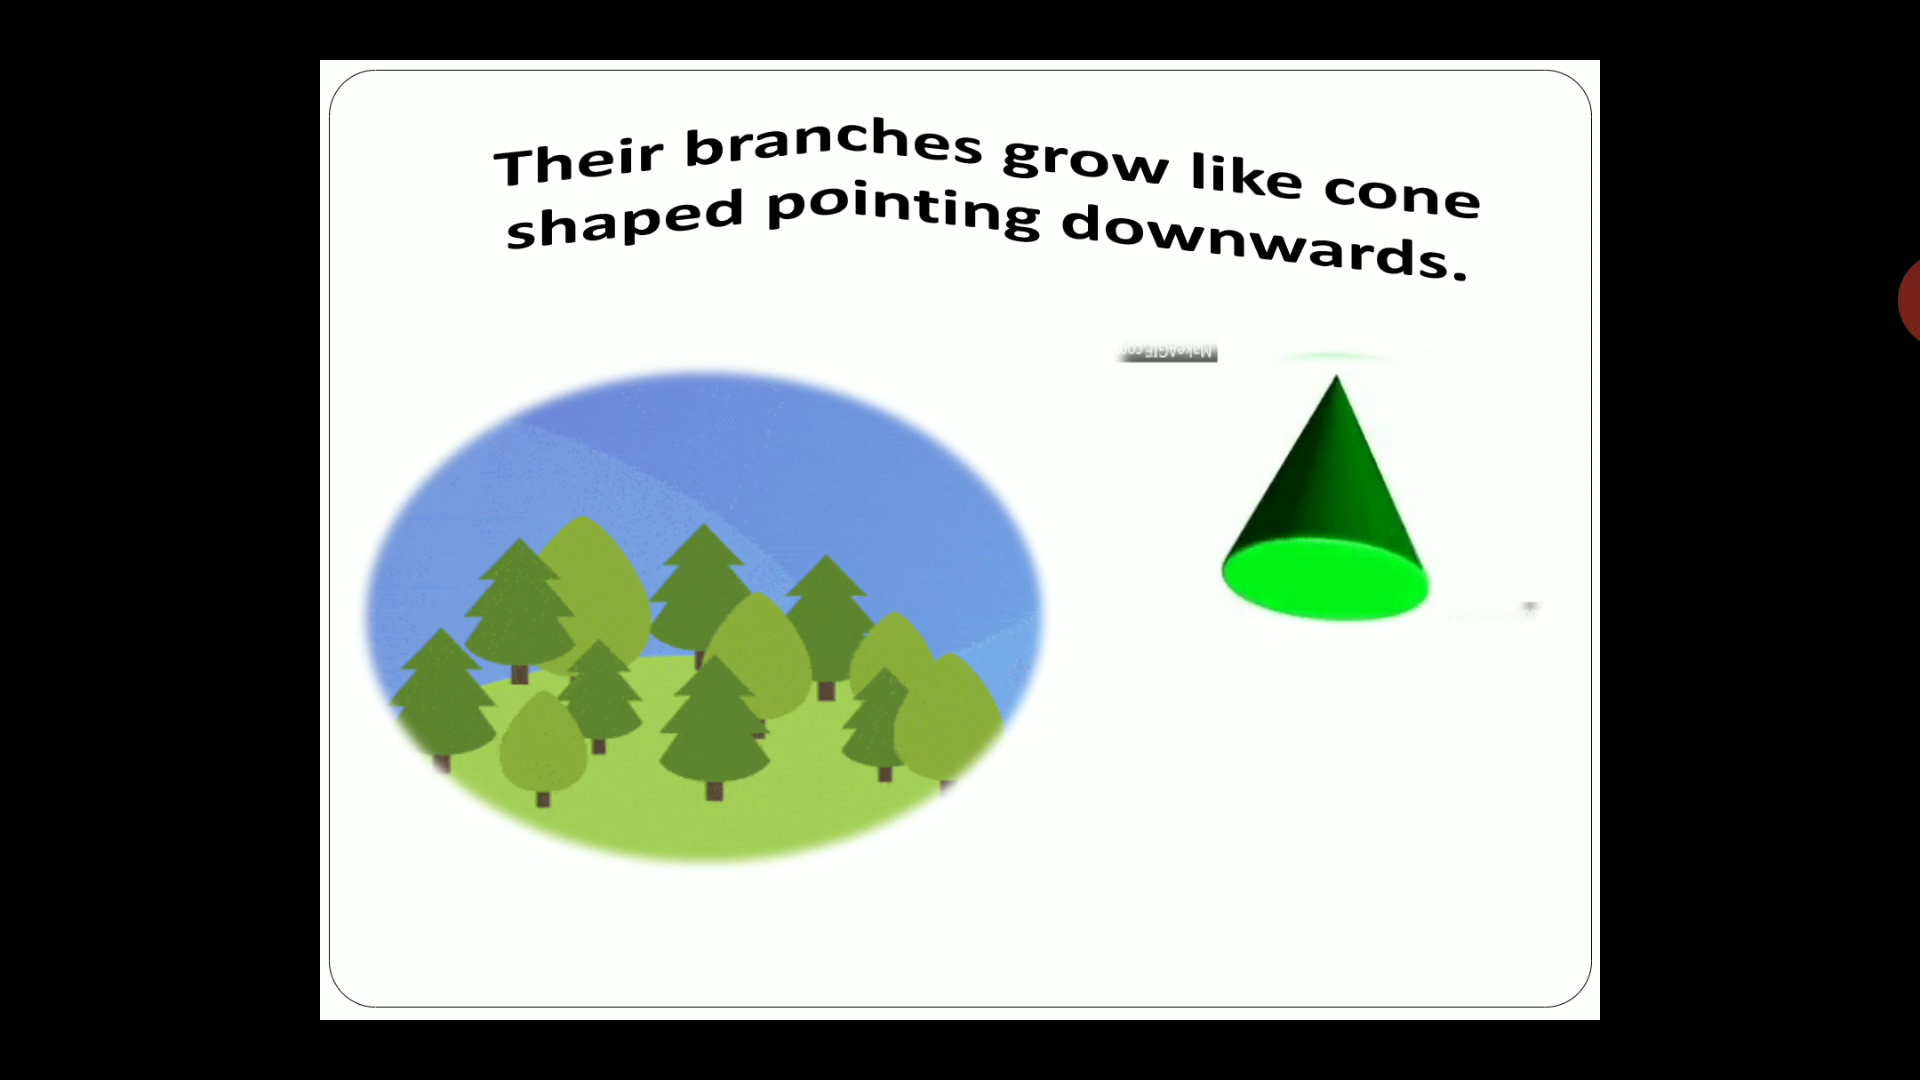 Their branches grow like cone
shaped pointing downwards.